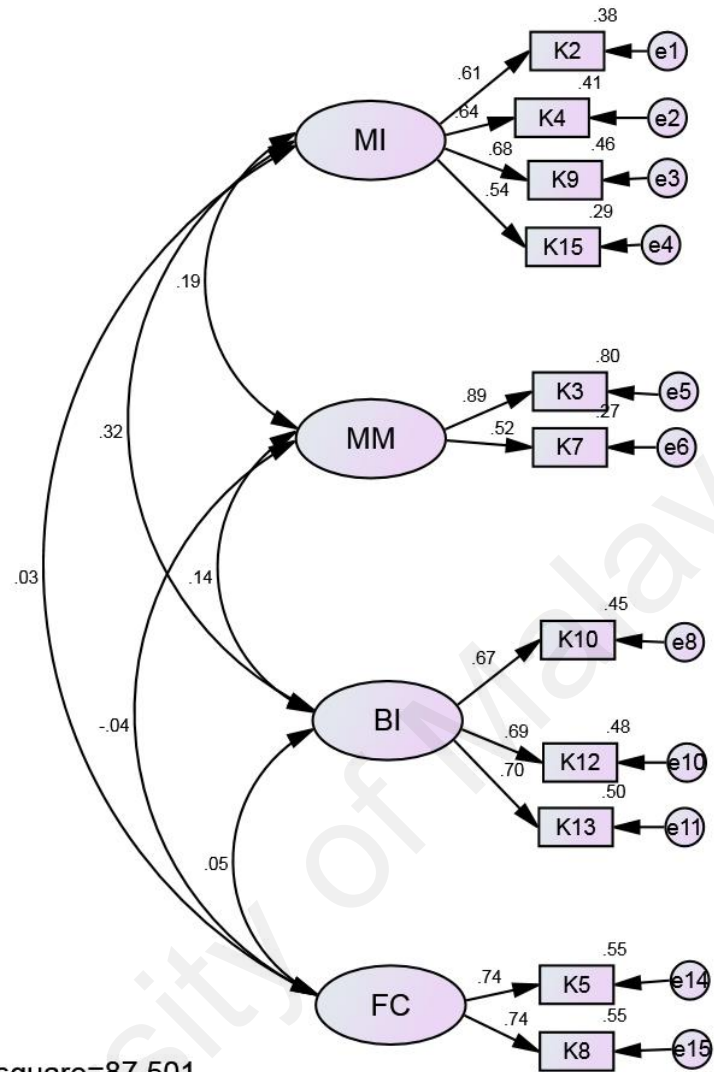 .38
K2
e1
.61
.41
.64
K4
e2
MI
.46
.68
K9
e3
.54
.29
K15
e4
.19
.80
.89
K3
e5
.27
MM
.52
K7
e6
.32
.03
.14
.45
K10
e8
.67
BI
-.04
.69
.48
K12
e10
.70
.50
K13
e11
.05
.55
.74
K5
e14
FC
.74
.55
K8
e15
square=87.501
sity of Malay